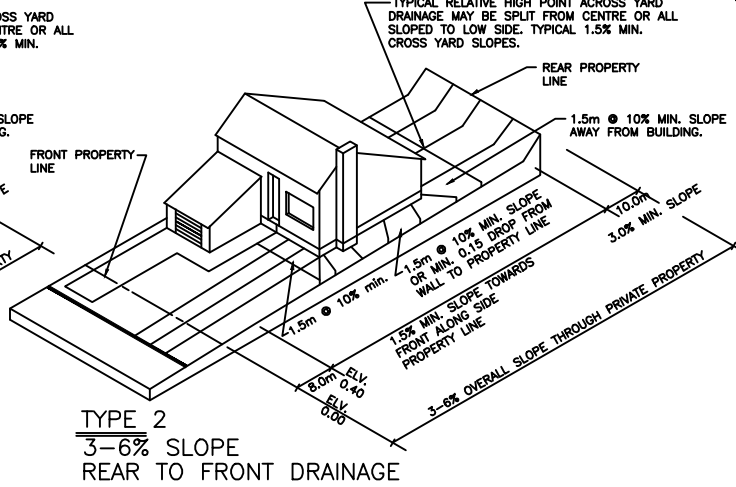 OSS YARD
NTRE OR ALL
% MIN.
TYPICAL RELATIVE HIGH POINT ACROSS YARD
DRAINAGE MAY BE SPLIT FROM CENTRE OR ALL
SLOPED TO LOW SIDE. TYPICAL 1.5% MIN.
CROSS YARD SLOPES.
REAR PROPERTY
LINE
SLOPE
G.
1.5m @ 10% MIN. SLOPE
AWAY FROM BUILDING.
FRONT PROPERTY
LINE
10.0m
3.0% MIN. SLOPE
1.5m @ 10% MIN. SLOPE
OR MIN. 0.15 DROP FROM
WALL TO PROPERTY LINE
1.5m @ 10% min.
1.5% MIN. SLOPE TOWARDS
FRONT ALONG SIDE
PROPERTY LINE
3-6% OVERALL SLOPE THROUGH PRIVATE PROPERTY
8.0m
ELV.
0.40
ELV.
0.00
TYPE 2
3-6% SLOPE
REAR TO FRONT DRAINAGE